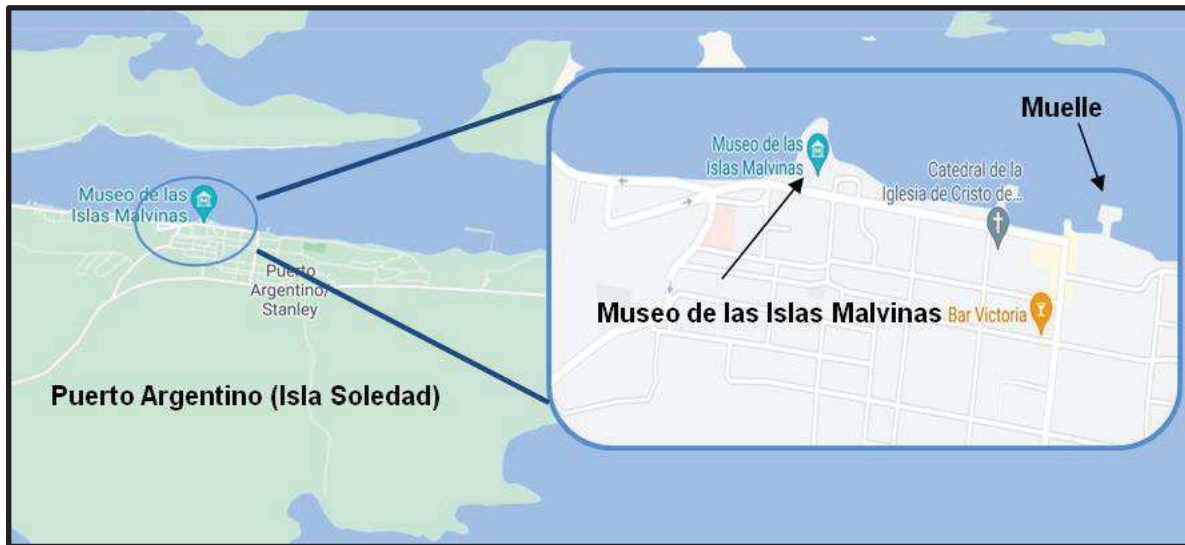 Museo de las
Islas Malvinas
Puerto
Argentino/
Stanley
Puerto Argentino (Isla Soledad)
Muelle
Museo de las
Islas Malvinas
Catedral de la
Iglesia de Cristo de...
Museo de las Islas Malvinas
Bar Victoria